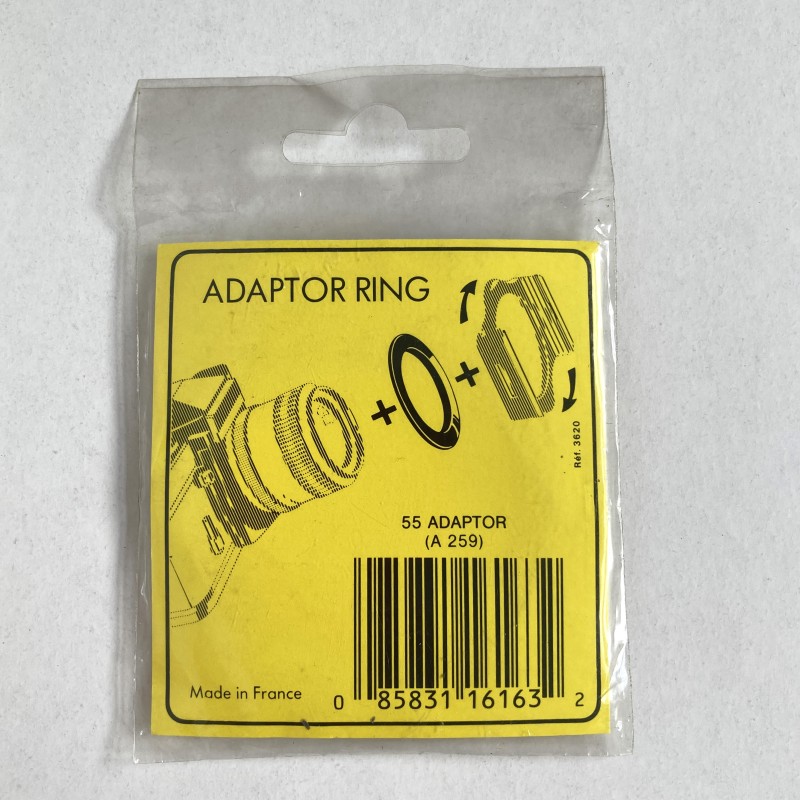 ADAPTOR RING
Réf. 3620
55 ADAPTOR
(A 259)
Made in France
0 85831 16163 2